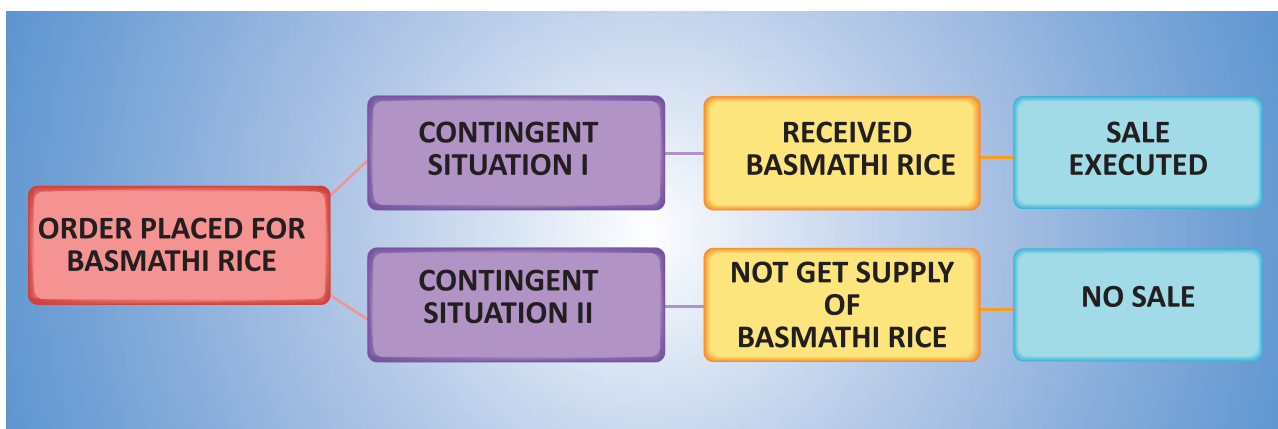 ORDER PLACED FOR
BASMATHI RICE
CONTINGENT
SITUATION I
RECEIVED
BASMATHI RICE
SALE
EXECUTED
CONTINGENT
SITUATION II
NOT GET SUPPLY
OF
BASMATHI RICE
NO SALE